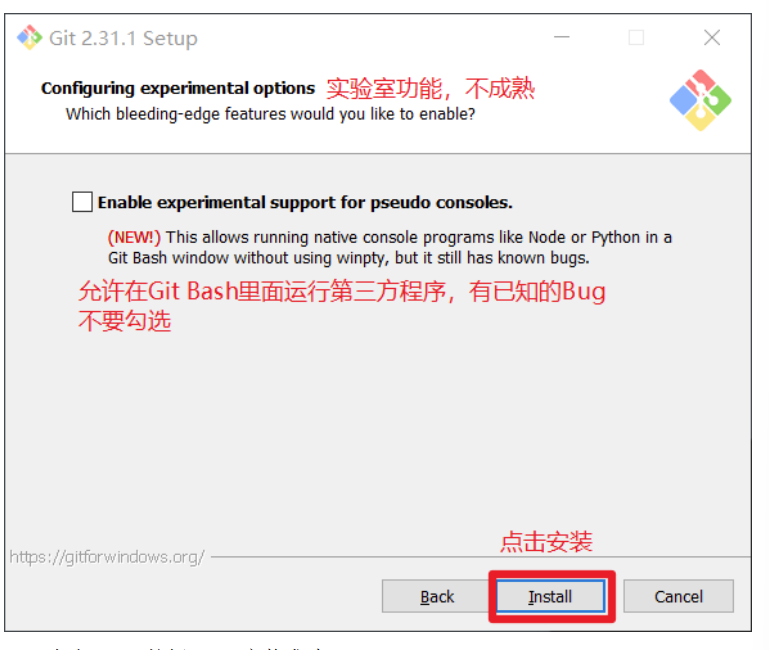 Git 2.31.1 Setup
Configuring experimental options 实验室功能，不成熟
Which bleeding-edge features would you like to enable?
Enable experimental support for pseudo consoles.
(NEW!) This allows running native console programs like Node or Python in a
Git Bash window without using winpty, but it still has known bugs.
允许在Git Bash里面运行第三方程序，有已知的Bug
不要勾选
点击安装
https://gitforwindows.org/
Back Install Cancel